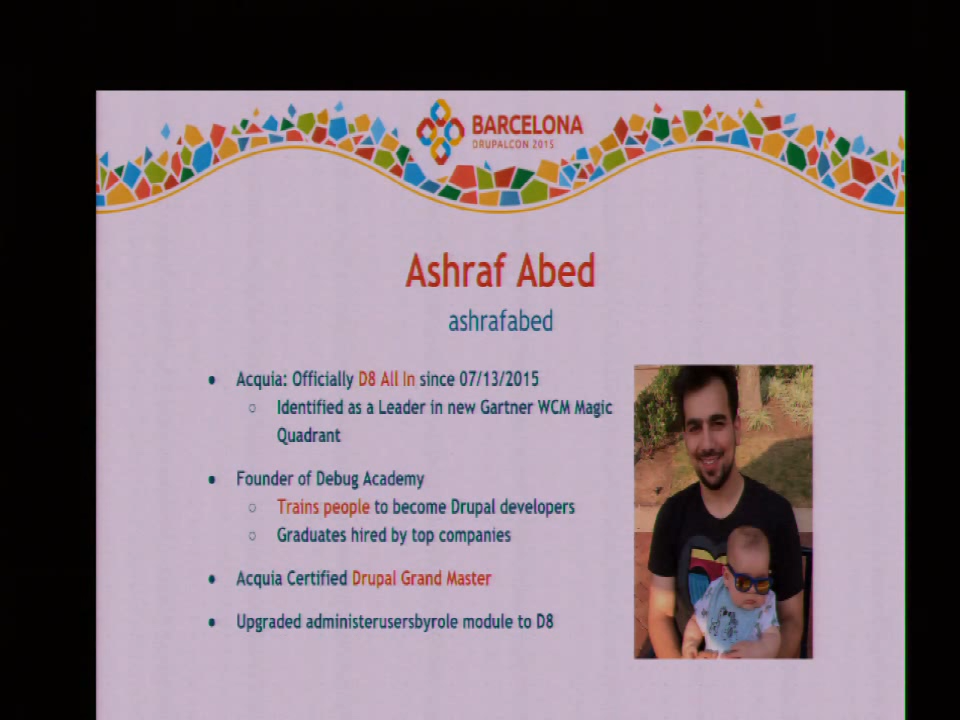 BARCELONA
DRUPALCON 2015
Ashraf Abed
ashrafabed
● Acquia: Officially D8 All In since 07/13/2015
○ Identified as a Leader in new Gartner WCM Magic
Quadrant
● Founder of Debug Academy
○ Trains people to become Drupal developers
○ Graduates hired by top companies
● Acquia Certified Drupal Grand Master
● Upgraded administerusersbyrole module to D8